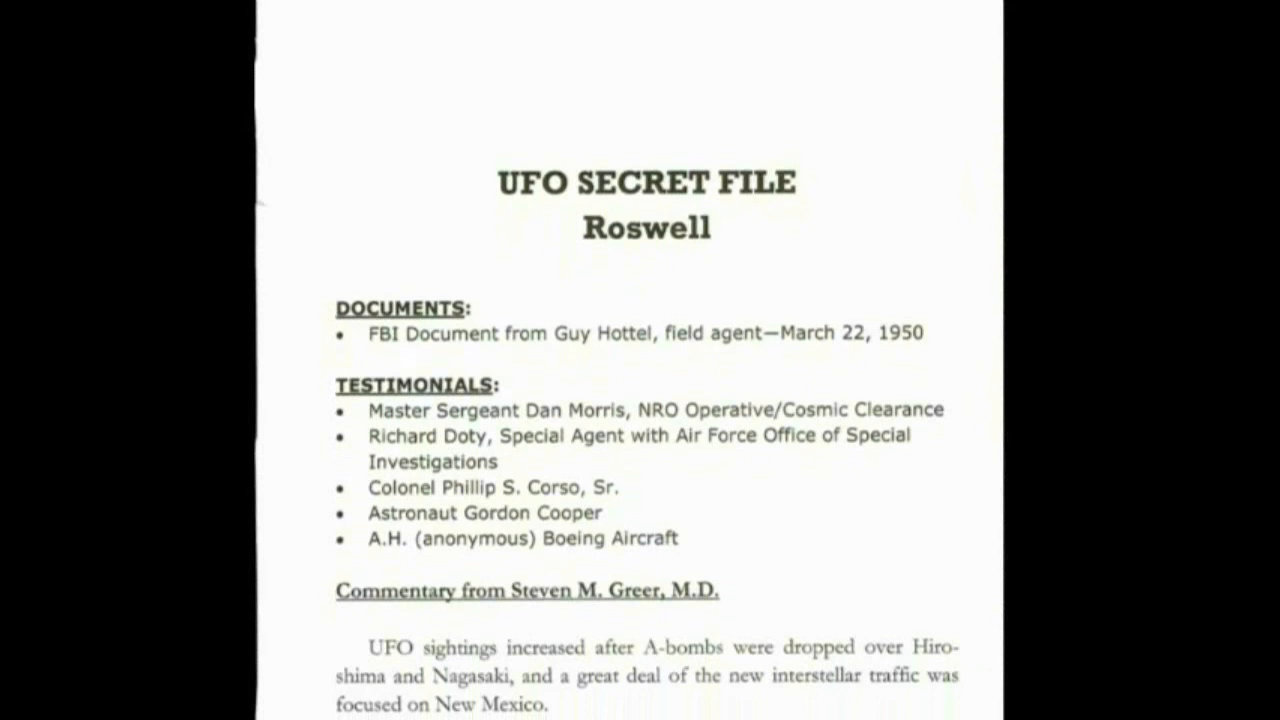 UFO SECRET FILE
Roswell
DOCUMENTS:
• FBI Document from Guy Hottel, field agent—March 22, 1950
TESTIMONIALS:
• Master Sergeant Dan Morris, NRO Operative/Cosmic Clearance
• Richard Doty, Special Agent with Air Force Office of Special
Investigations
• Colonel Phillip S. Corso, Sr.
• Astronaut Gordon Cooper
• A.H. (anonymous) Boeing Aircraft
Commentary from Steven M. Greer, M.D.
UFO sightings increased after A-bombs were dropped over Hiro-
shima and Nagasaki, and a great deal of the new interstellar traffic was
focused on New Mexico.